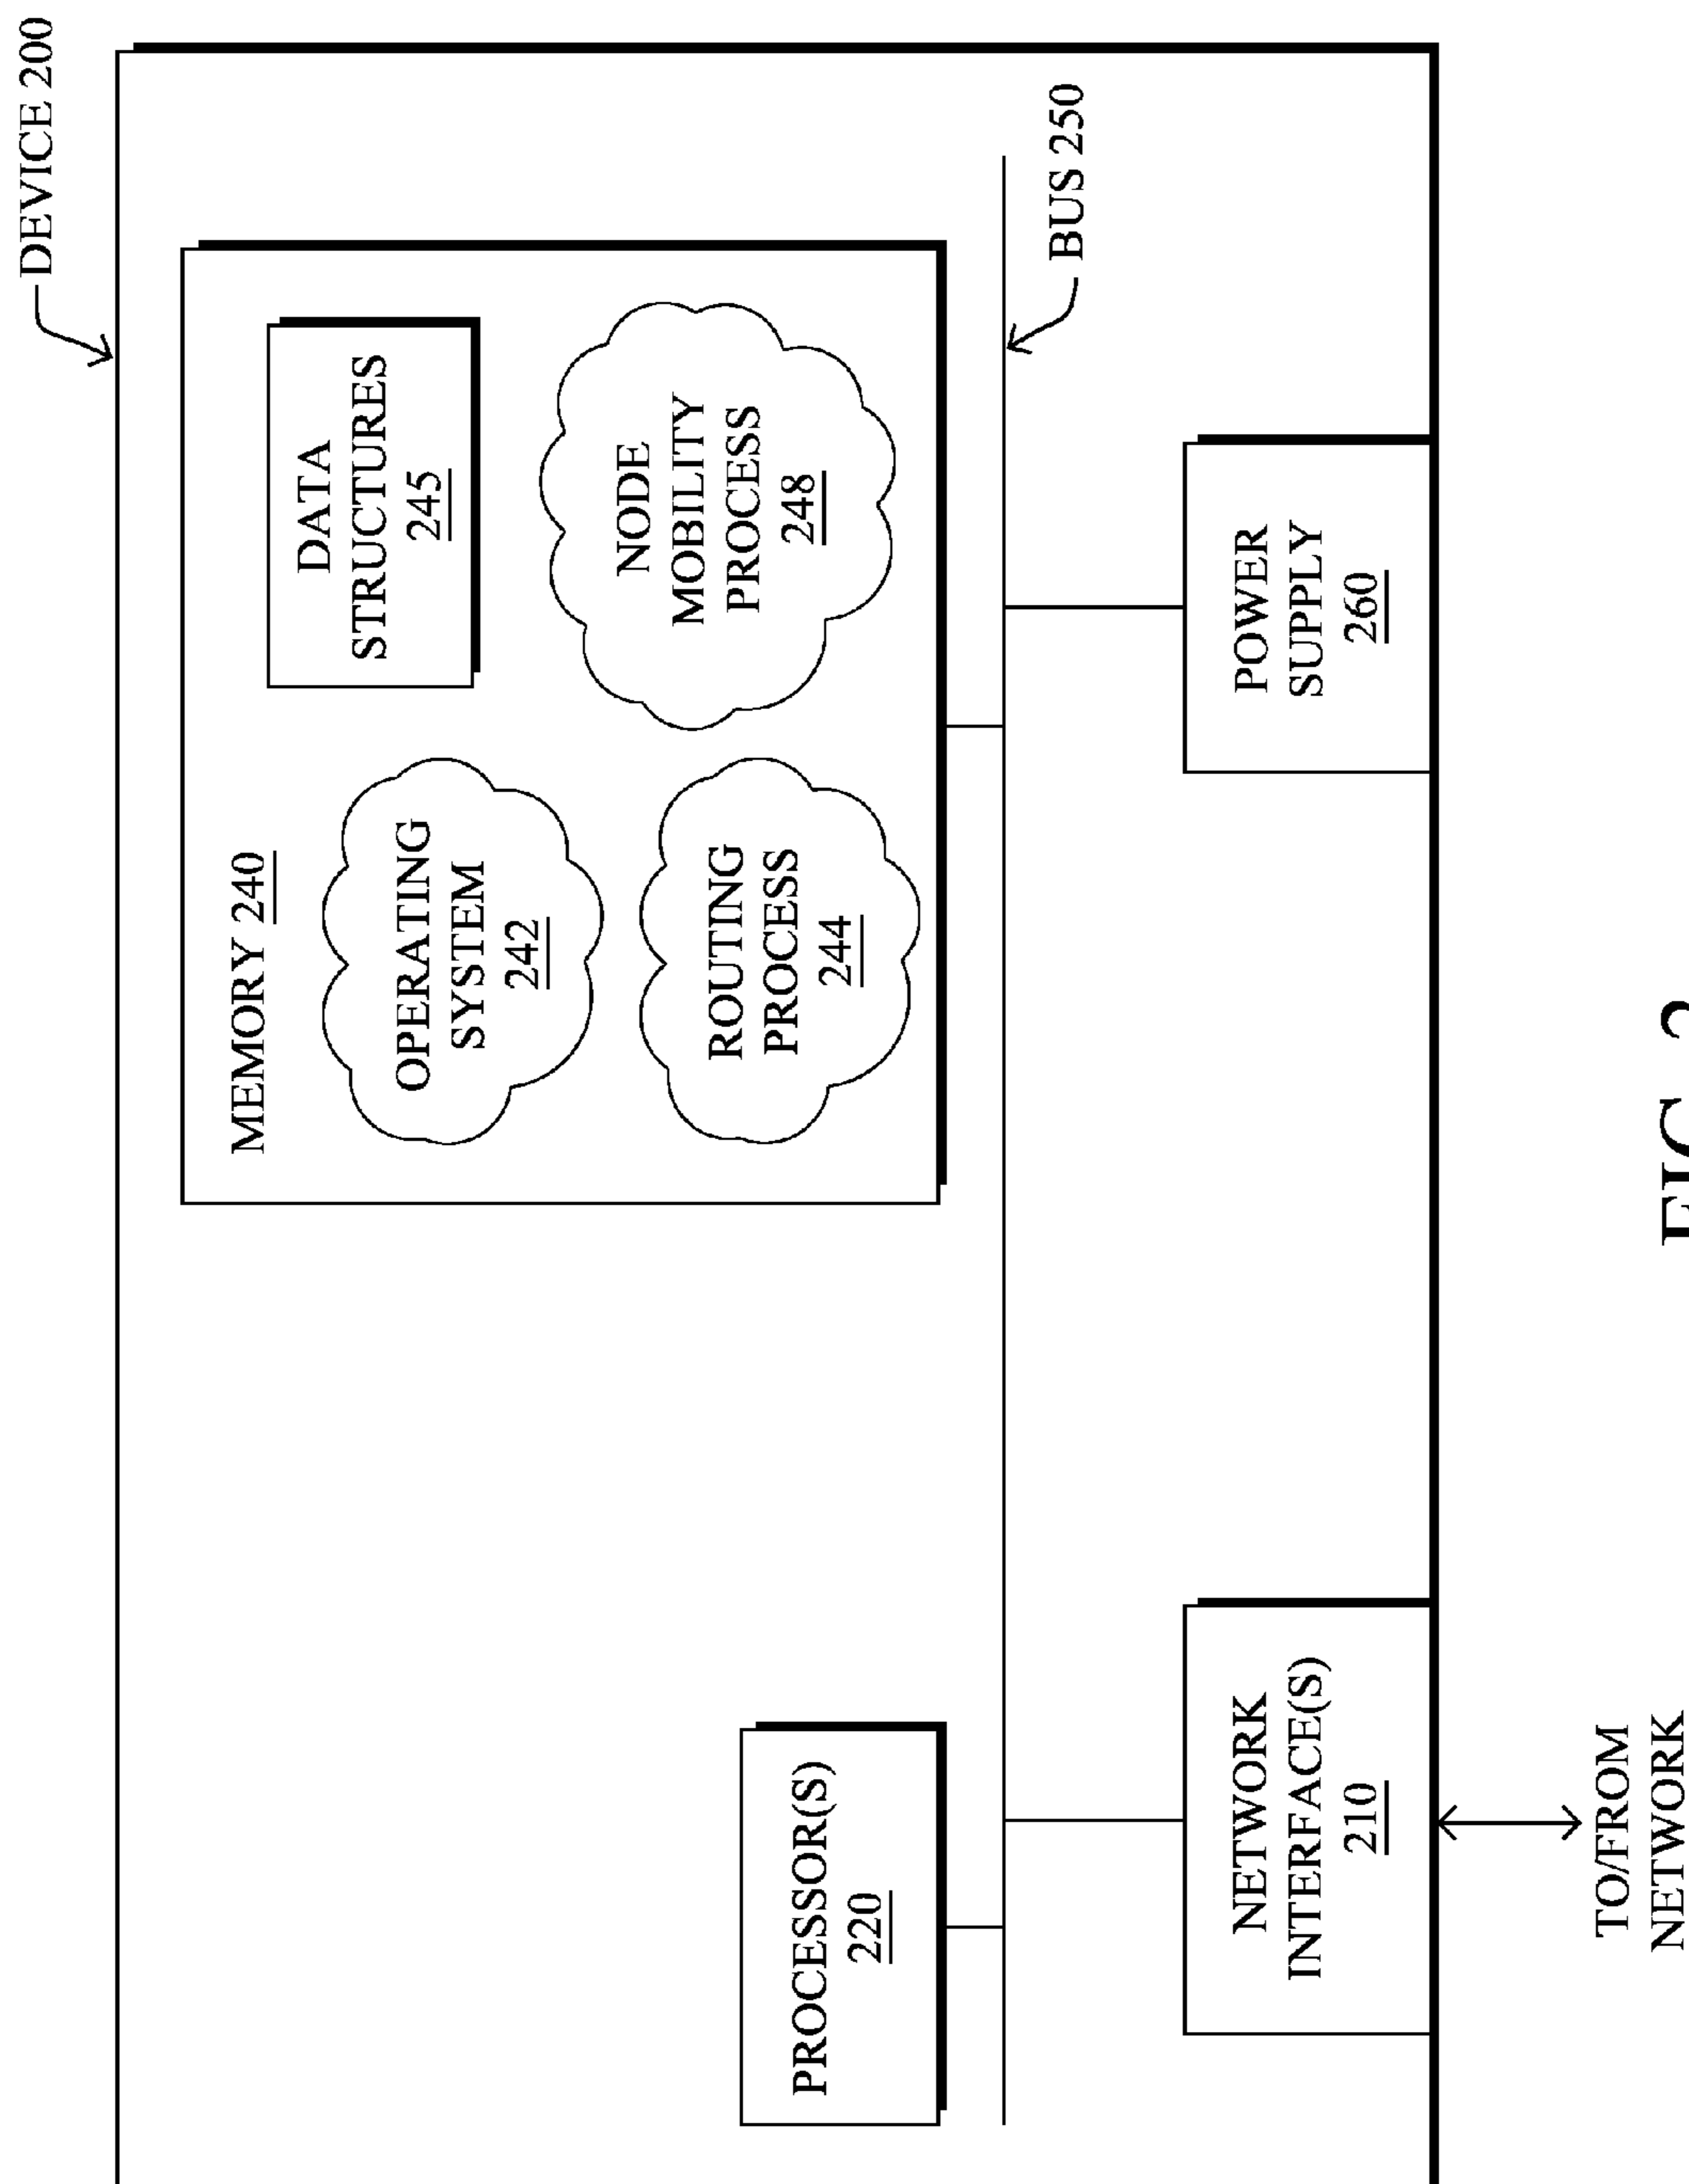 DEVICE 200
MEMORY 240
OPERATING
SYSTEM
242
DATA
STRUCTURES
245
ROUTING
PROCESS
244
NODE
MOBILITY
PROCESS
248
PROCESSOR(S)
220
BUS 250
NETWORK
INTERFACE(S)
210
POWER
SUPPLY
260
TO/FROM
NETWORK